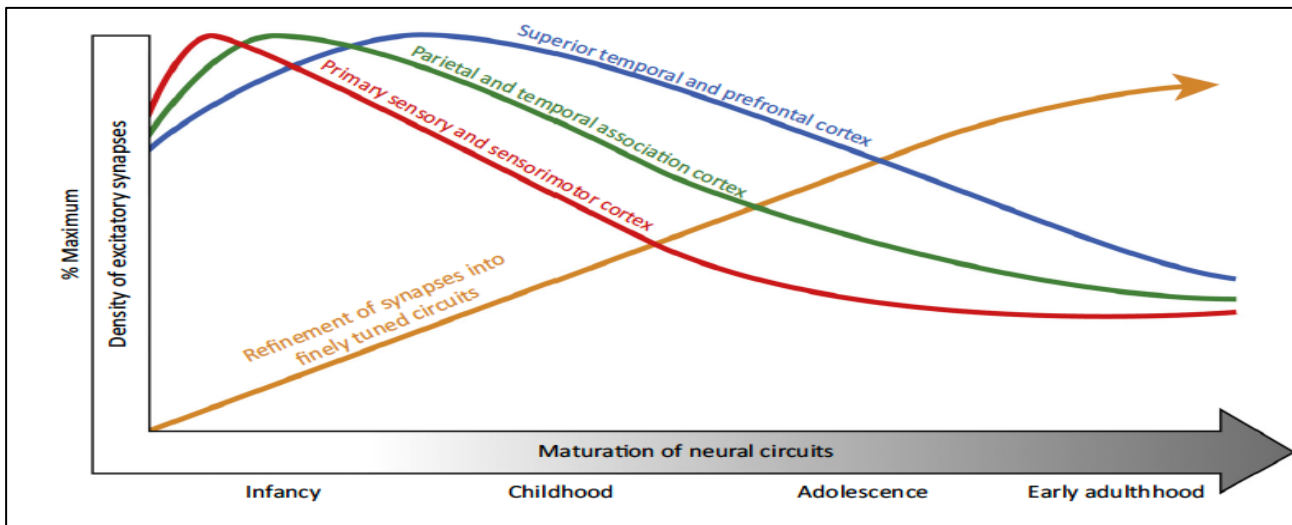 Superior temporal and prefrontal cortex
Parietal and temporal association cortex
Primary sensory and sensorimotor cortex
% Maximum
Density of excitatory synapses
Refinement of synapses into
finely tuned circuits
Maturation of neural circuits
Infancy
Childhood
Adolescence
Early adulthhood